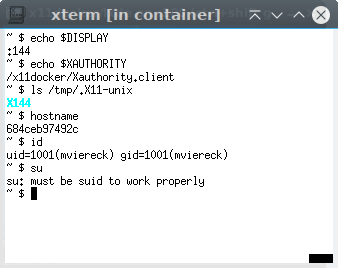 xterm [in container]
~ $ echo $DISPLAY
:144
~ $ echo $XAUTHORITY
/x11docker/Xauthority.client
~ $ ls /tmp/.X11-unix
X144
~ $ hostname
684ceb97492c
~ $ id
uid=1001(mviereck) gid=1001(mviereck)
~ $ su
su: must be suid to work properly
~ $